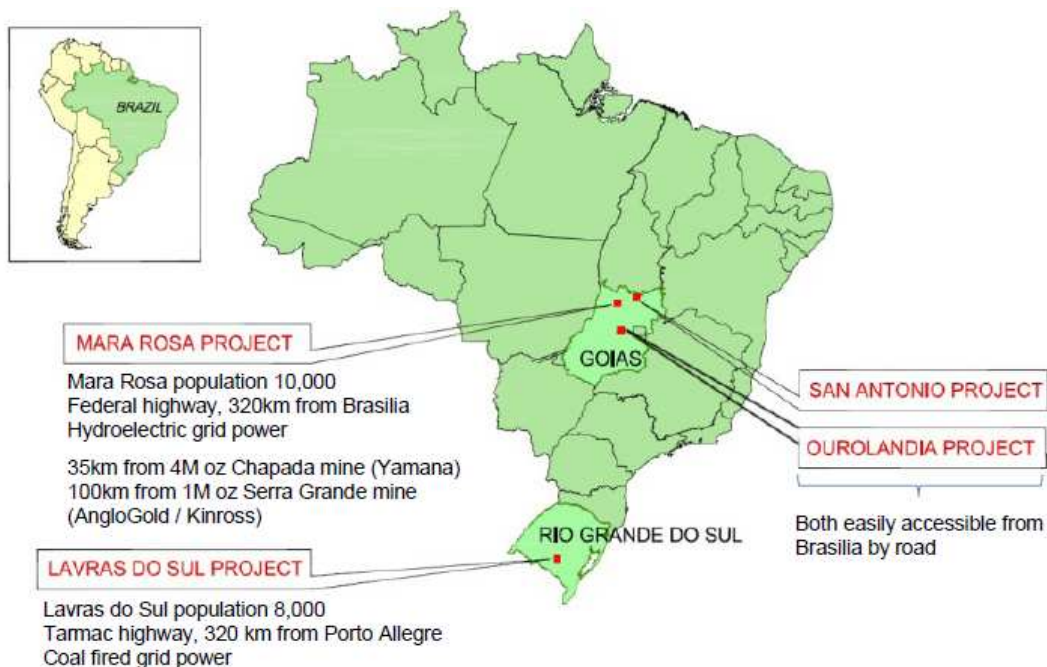 BRAZIL
MARA ROSA PROJECT
Mara Rosa population 10,000
Federal highway, 320km from Brasilia
Hydroelectric grid power
35km from 4M oz Chapada mine (Yamana)
100km from 1M oz Serra Grande mine
(AngloGold / Kinross)
GOIAS
SAN ANTONIO PROJECT
OUROLANDIA PROJECT
Both easily accessible from
Brasilia by road
RIO GRANDE DO SUL
LAVRAS DO SUL PROJECT
Lavras do Sul population 8,000
Tarmac highway, 320 km from Porto Allegre
Coal fired grid power